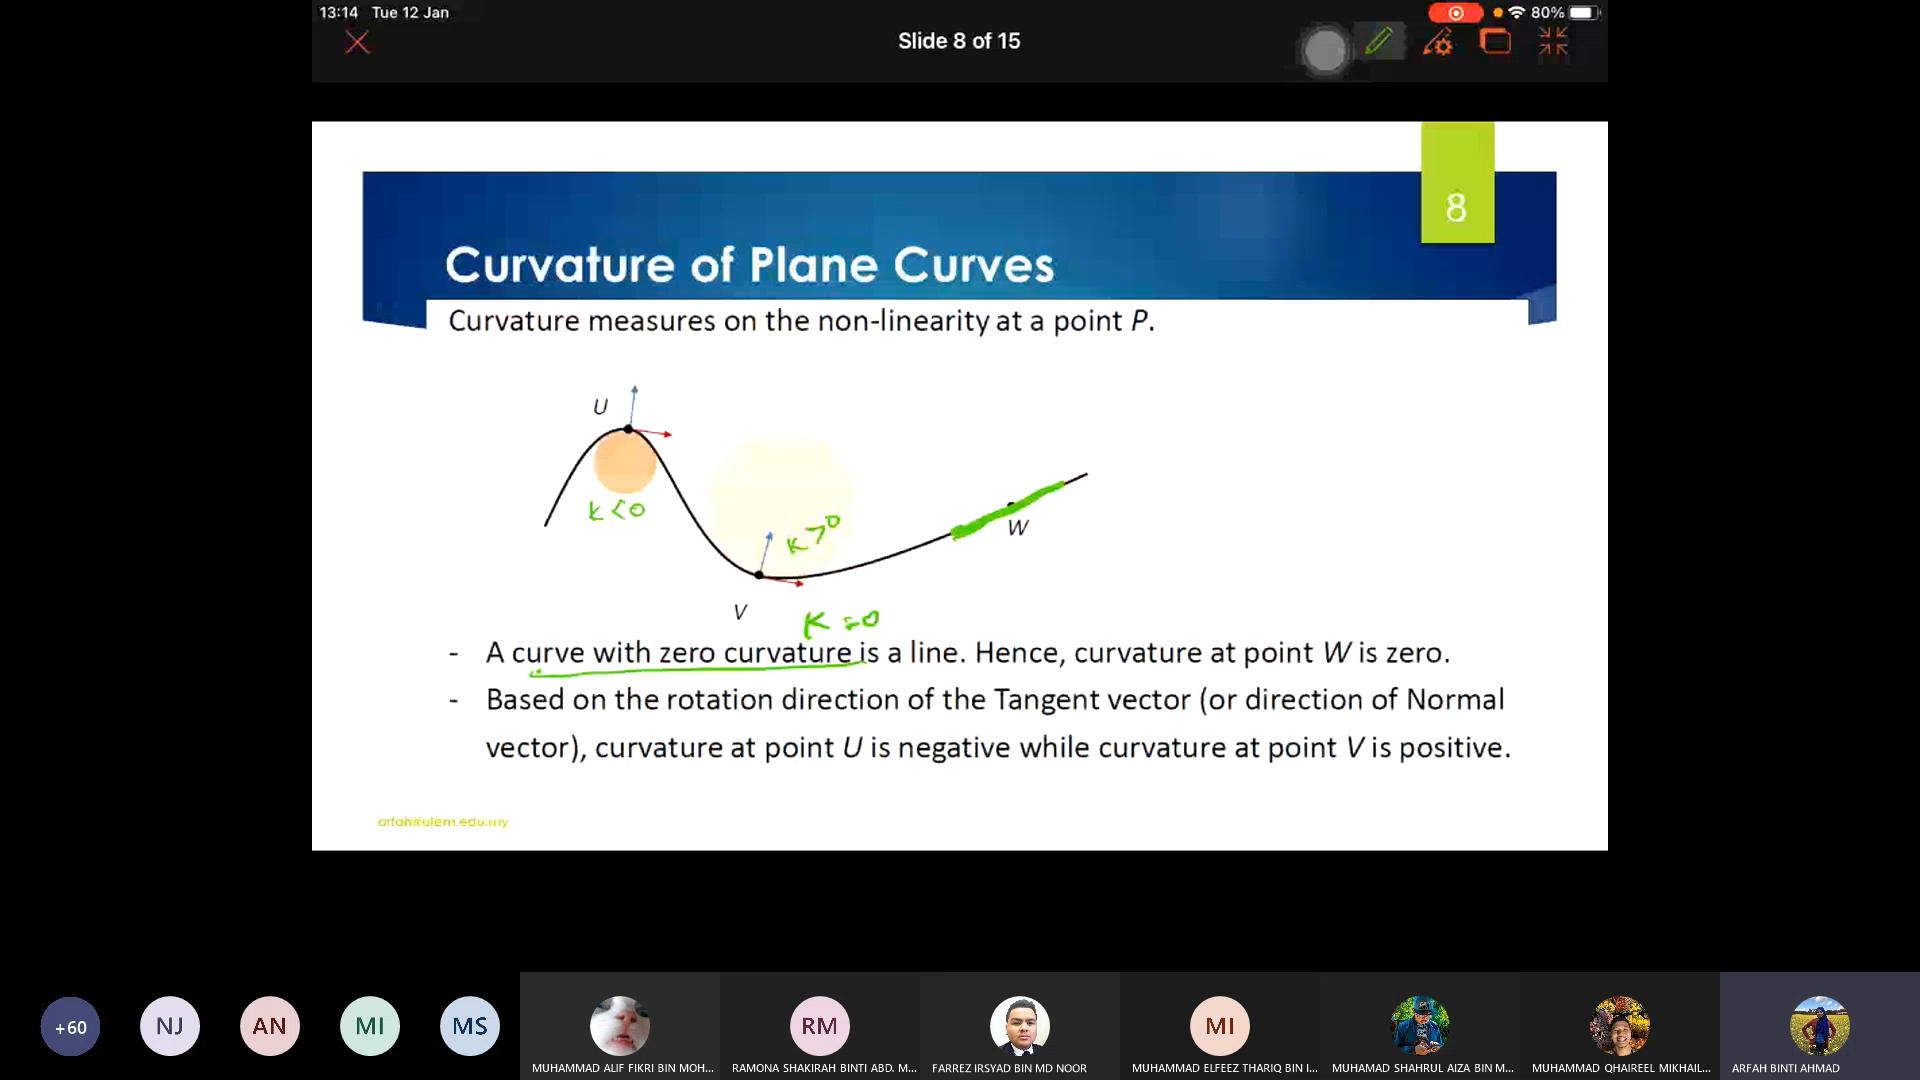 13:14 Tue 12 Jan
80%
Slide 8 of 15
8
Curvature of Plane Curves
Curvature measures on the non-linearity at a point P.
U
K<0
K>0
W
V
K=0
- A curve with zero curvature is a line. Hence, curvature at point W is zero.
- Based on the rotation direction of the Tangent vector (or direction of Normal
vector), curvature at point U is negative while curvature at point V is positive.
+60
NJ
AN
MI
MS
RM
MI
MUHAMMAD ALIF FIKRI BIN MOH...
RAMONA SHAKIRAH BINTI ABD. M...
FARREZ IRSYAD BIN MD NOOR
MUHAMMAD ELFEEZ THARIQ BIN I...
MUHAMAD SHAHRUL AIZA BIN M...
MUHAMMAD QHAIREEL MIKHAIL...
ARFAH BINTI AHMAD